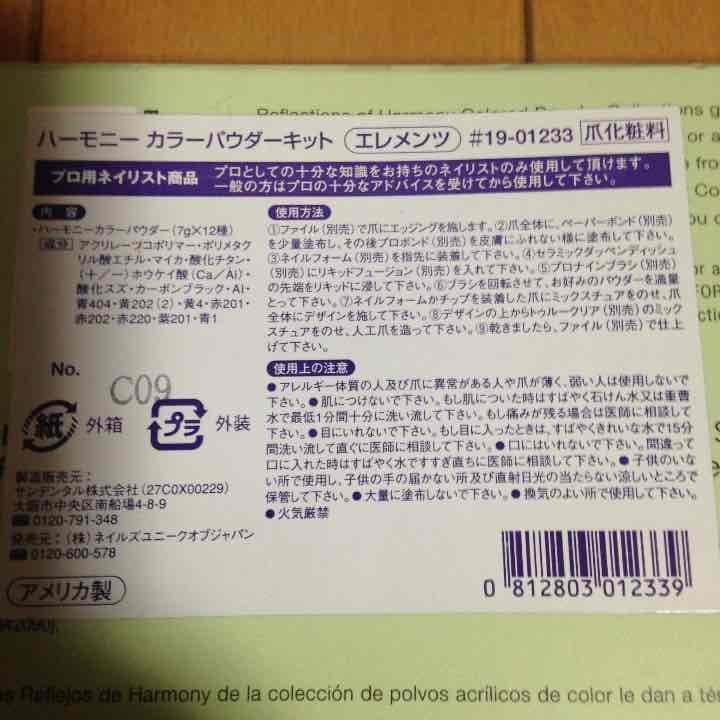 Reflections of Harmony Colored
ハーモニー カラーパウダーキット エレメンツ #19-01233 爪化粧料
プロ用ネイリスト商品 プロとしての十分な知識をお持ちのネイリストのみ使用して頂けます。
一般の方はプロの十分なアドバイスを受けてから使用して下さい。
内容
・ハーモニーカラーパウダー(7g×12種)
成分 アクリレーツコポリマー・ポリメタク
リル酸エチル・マイカ・酸化チタン・
(+/-)ホウケイ酸(Ca/Al)・
酸化スズ・カーボンブラック・Al・
青404・黄202(2)・黄4・赤201・
赤202・赤220・紫201・青1
No.
C09
紙 外箱 プラ 外装
製造販売元:
サンデンタル株式会社(27C0X00229)
大阪市中央区南船場4-8-9
0120-791-348
発売元:(株)ネイルズユニークオブジャパン
0120-600-578
アメリカ製
使用方法
①ファイル(別売)で爪にエッジングを施します。②爪全体に、ペーパーボンド(別売)
を少量塗布し、その後プロボンド(別売)を皮膚にふれない様に塗布して下さい。
③ネイルフォーム(別売)を指先に装着して下さい。④セラミックダッペンディッシュ
(別売)にリキッドフュージョン(別売)を入れて下さい。⑤プロナインブラシ(別売)
の先端をリキッドに浸して下さい。⑥ブラシを回転させて、お好みのパウダーを適量
とって下さい。⑦ネイルフォームかチップを装着した爪にミックスチュアをのせ、爪
全体にデザインを施して下さい。⑧デザインの上からトゥルークリア(別売)のミック
スチュアをのせ、人工爪を造って下さい。⑨乾きましたら、ファイル(別売)で仕上
げて下さい。
使用上の注意
●アレルギー体質の人及び爪に異常がある人や爪が薄く、弱い人は使用しないで
下さい。●肌につけないで下さい。もし肌についた時はすばやく石けん水又は重曹
水で最低1分間十分に洗い流して下さい。もし痛みが残る場合は医師に相談して
下さい。●目にいれないで下さい。もし目に入ったときは、すばやくきれいな水で15分
間洗い流して直ぐに医師に相談して下さい。●口にはいれないで下さい。間違って
口に入れた時はすばやく水ですすぎ直ちに医師に相談して下さい。●子供のいな
い所で使用し、子供の手の届かない所及び直射日光の当たらない涼しいところで
保管して下さい。●大量に塗布しないで下さい。●換気のよい所で使用して下さい。
●火気厳禁
0 812803 012339
es Reflejos de Harmony de la colección de polvos acrílicos de color le dan a